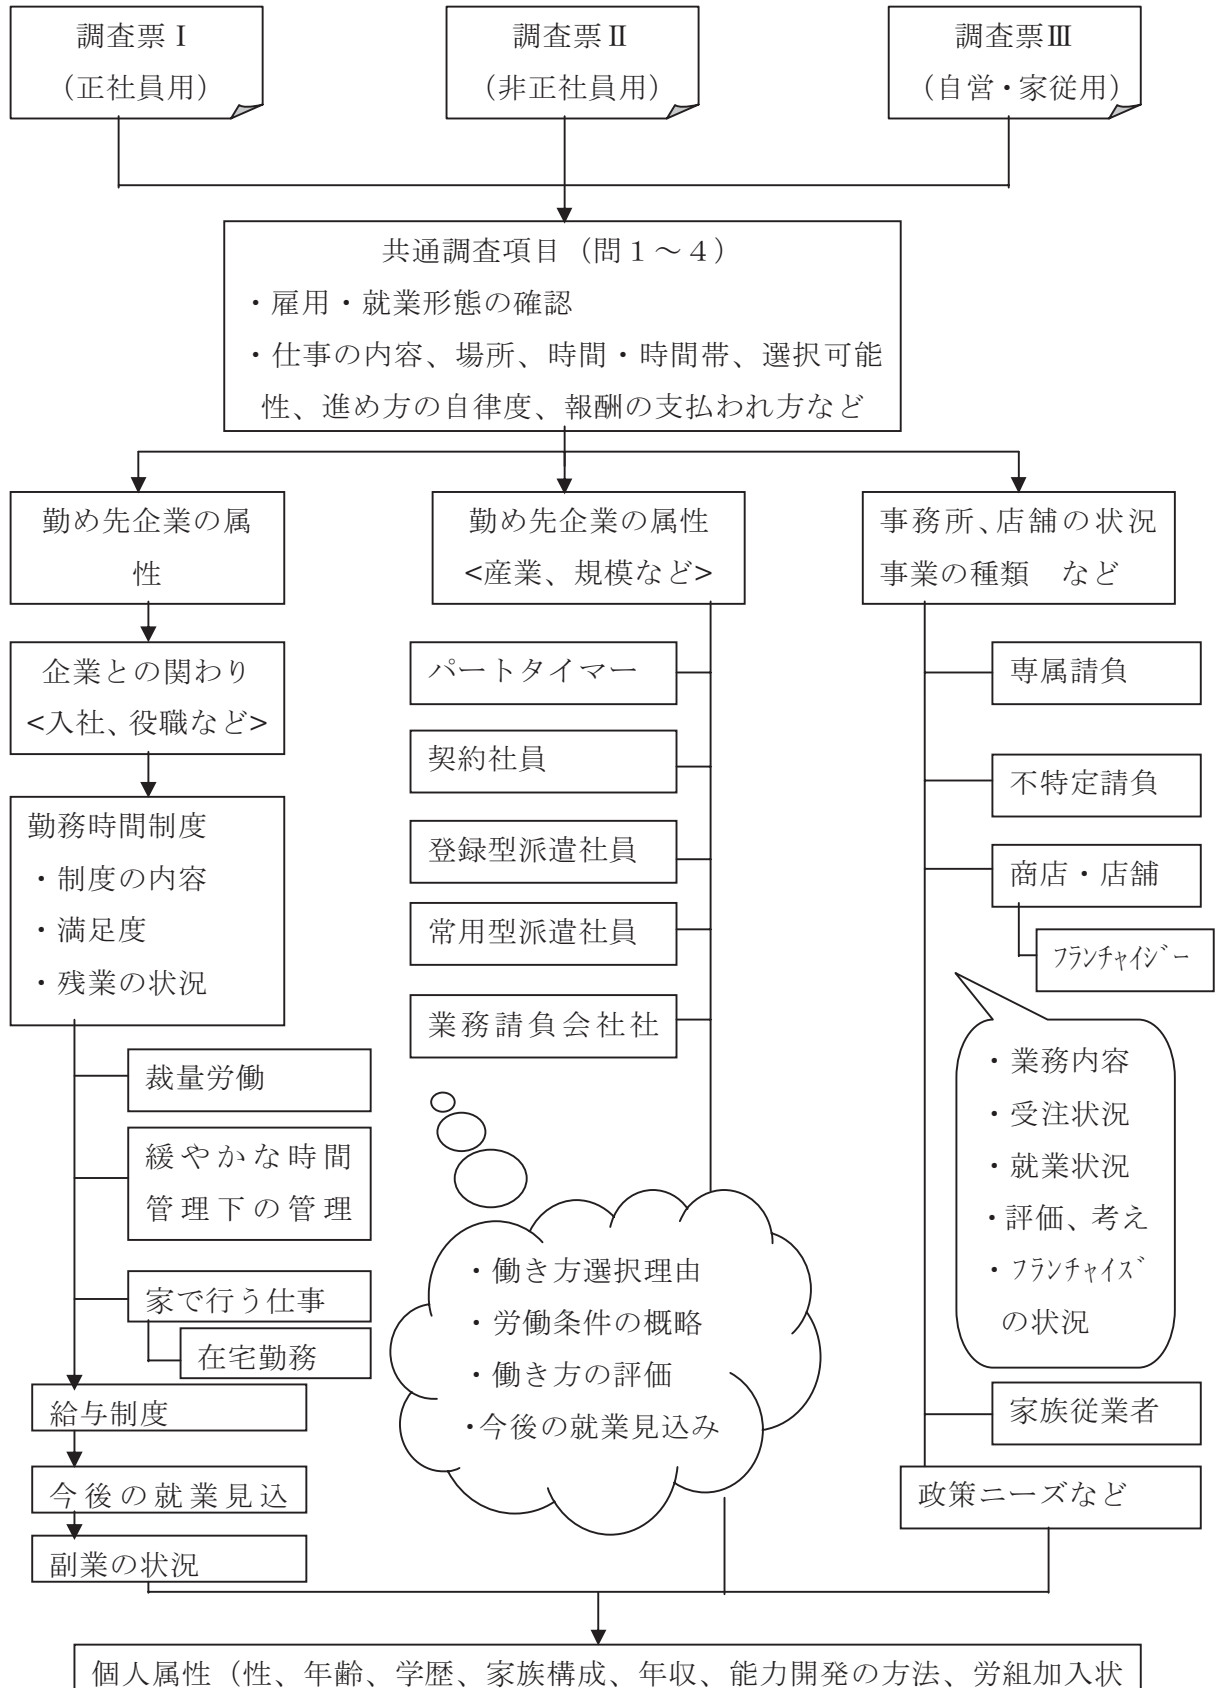 調査票Ⅰ
（正社員用）
調査票Ⅱ
（非正社員用）
調査票Ⅲ
（自営・家従用）
共通調査項目（問１～４）
・雇用・就業形態の確認
・仕事の内容、場所、時間・時間帯、選択可能
性、進め方の自律度、報酬の支払われ方など
勤め先企業の属
性
企業との関わり
<入社、役職など>
勤務時間制度
・制度の内容
・満足度
・残業の状況
裁量労働
緩やかな時間
管理下の管理
家で行う仕事
在宅勤務
給与制度
今後の就業見込
副業の状況
勤め先企業の属性
<産業、規模など>
パートタイマー
契約社員
登録型派遣社員
常用型派遣社員
業務請負会社社
・働き方選択理由
・労働条件の概略
・働き方の評価
・今後の就業見込み
事務所、店舗の状況
事業の種類　など
専属請負
不特定請負
商店・店舗
ﾌﾗﾝﾁｬｲｼﾞｰ
・業務内容
・受注状況
・就業状況
・評価、考え
・ﾌﾗﾝﾁｬｲｽﾞ
の状況
家族従業者
政策ニーズなど
個人属性（性、年齢、学歴、家族構成、年収、能力開発の方法、労組加入状